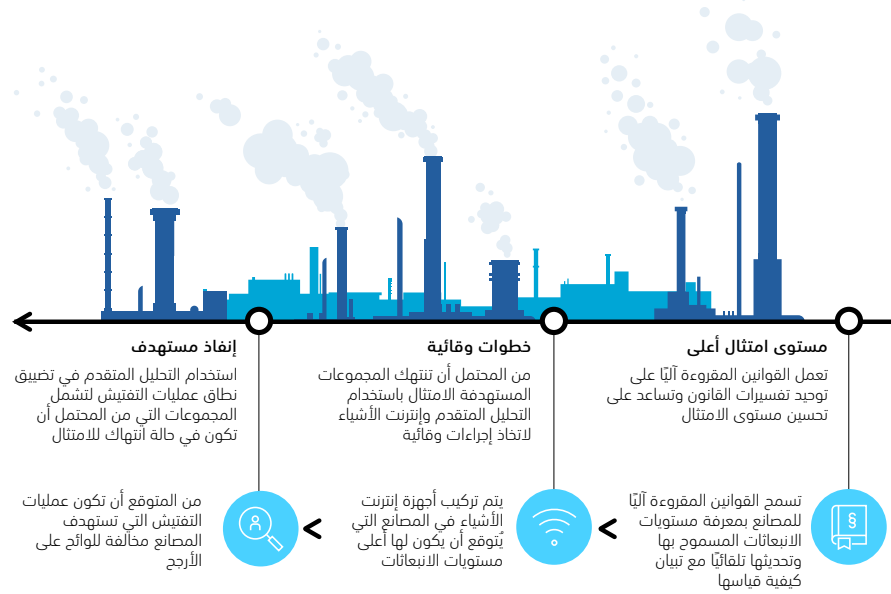 مستوى امتثال أعلى
تعمل القوانين المقروءة آليًا على
توحيد تفسيرات القانون وتساعد على
تحسين مستوى الامتثال
خطوات وقائية
من المحتمل أن تنتهك المجموعات
المستهدفة الامتثال باستخدام
التحليل المتقدم وإنترنت الأشياء
لاتخاذ إجراءات وقائية
إنفاذ مستهدف
استخدام التحليل المتقدم في تضييق
نطاق عمليات التفتيش لتشمل
المجموعات التي من المحتمل أن
تكون في حالة انتهاك للامتثال
§
تسمح القوانين المقروءة آليًا
للمصانع بمعرفة مستويات
الانبعاثات المسموح بها
وتحديثها تلقائيًا مع تبيان
كيفية قياسها
يتم تركيب أجهزة إنترنت
الأشياء في المصانع التي
يُتوقع أن يكون لها أعلى
مستويات الانبعاثات
من المتوقع أن تكون عمليات
التفتيش التي تستهدف
المصانع مخالفة للوائح على
الأرجح